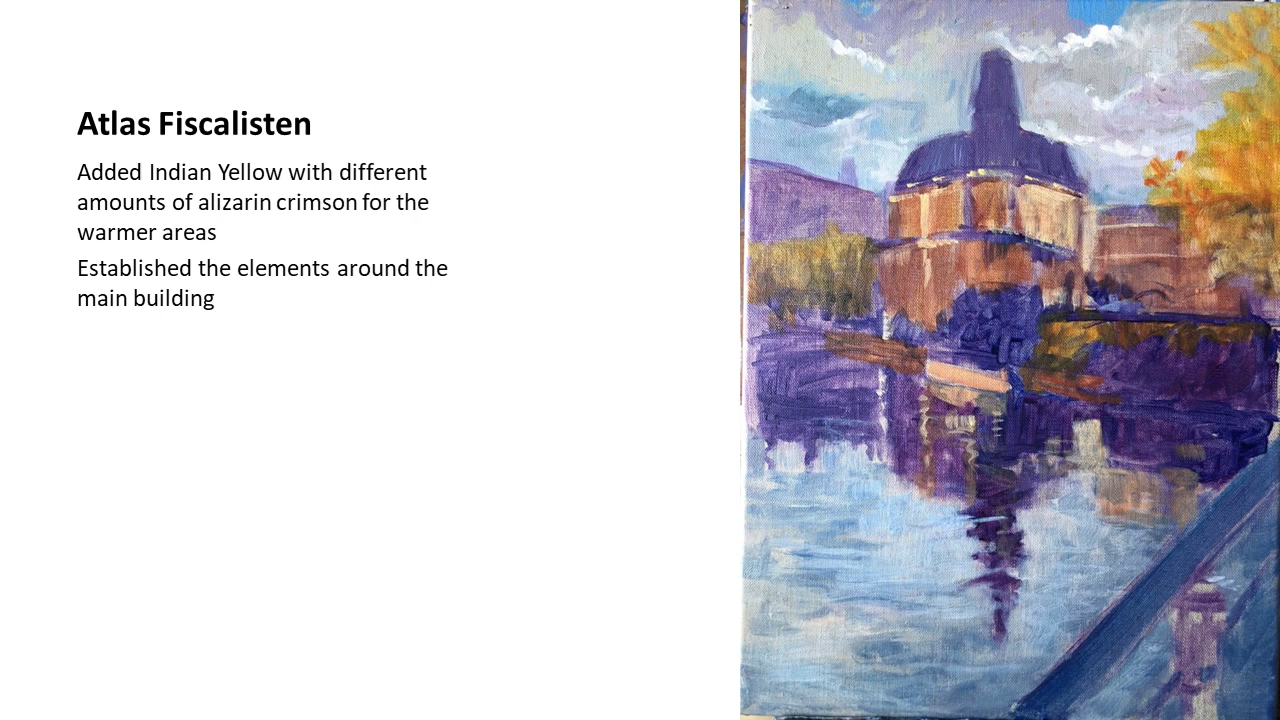 Atlas Fiscalisten
Added Indian Yellow with different
amounts of alizarin crimson for the
warmer areas
Established the elements around the
main building